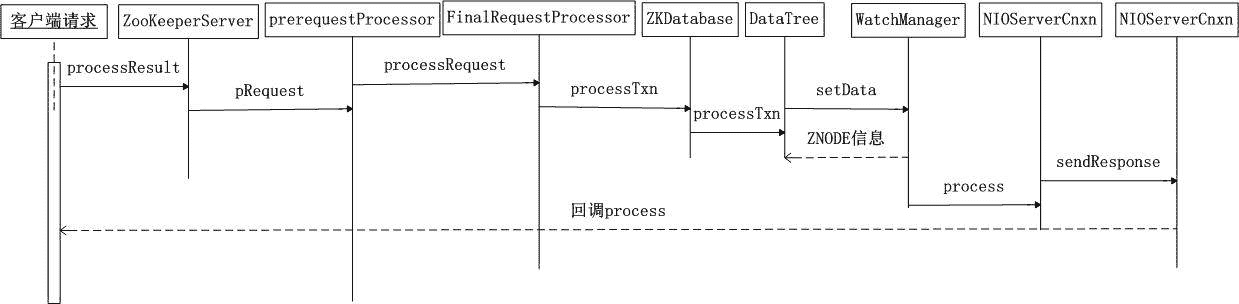 客户端请求
ZooKeeperServer
prerequestProcessor
FinalRequestProcessor
ZKDatabase
DataTree
WatchManager
NIOServerCnxn
NIOServerCnxn
processResult
pRequest
processRequest
processTxn
processTxn
setData
ZNODE信息
process
sendResponse
回调process